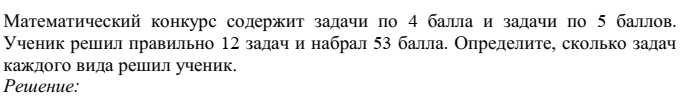 Математический конкурс содержит задачи по 4 балла и задачи по 5 баллов.
Ученик решил правильно 12 задач и набрал 53 балла. Определите, сколько задач
каждого вида решил ученик.
Решение: